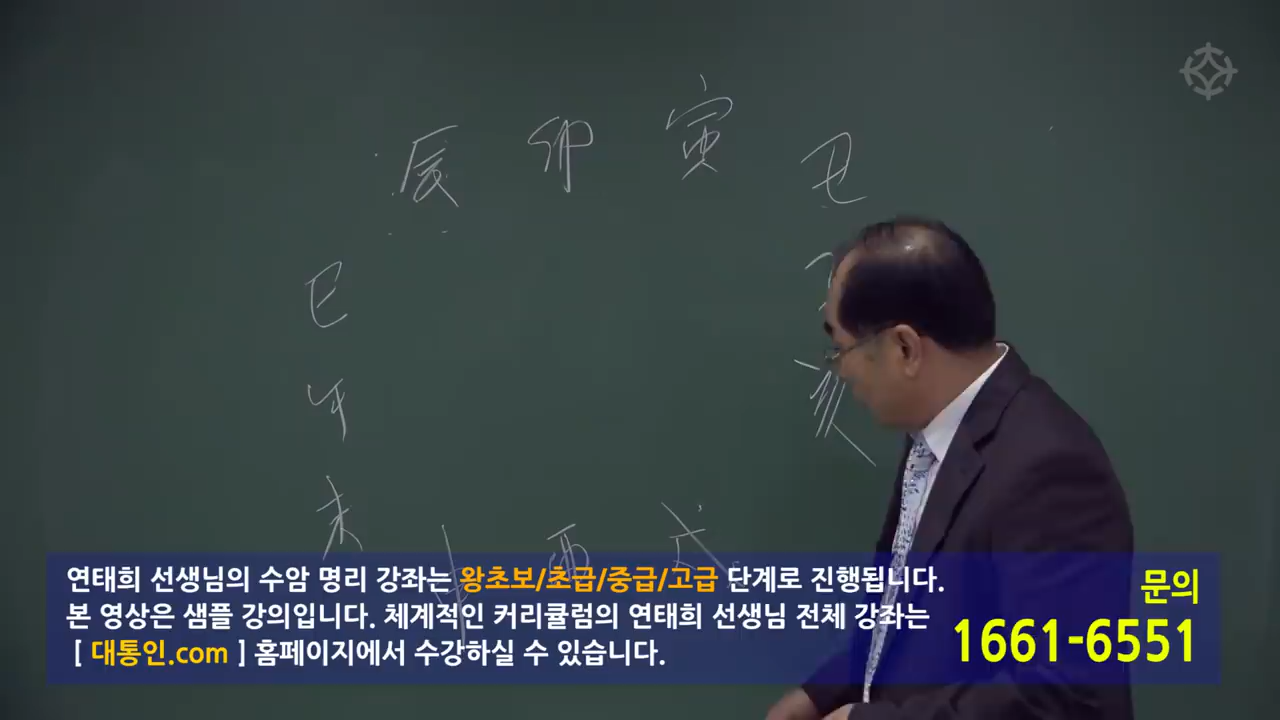 辰 卯 寅 丑
巳
午
亥
未
酉 戌
연태희 선생님의 수암 명리 강좌는 왕초보/초급/중급/고급 단계로 진행됩니다.
본 영상은 샘플 강의입니다. 체계적인 커리큘럼의 연태희 선생님 전체 강좌는
[ 대통인.com ] 홈페이지에서 수강하실 수 있습니다.
문의
1661-6551